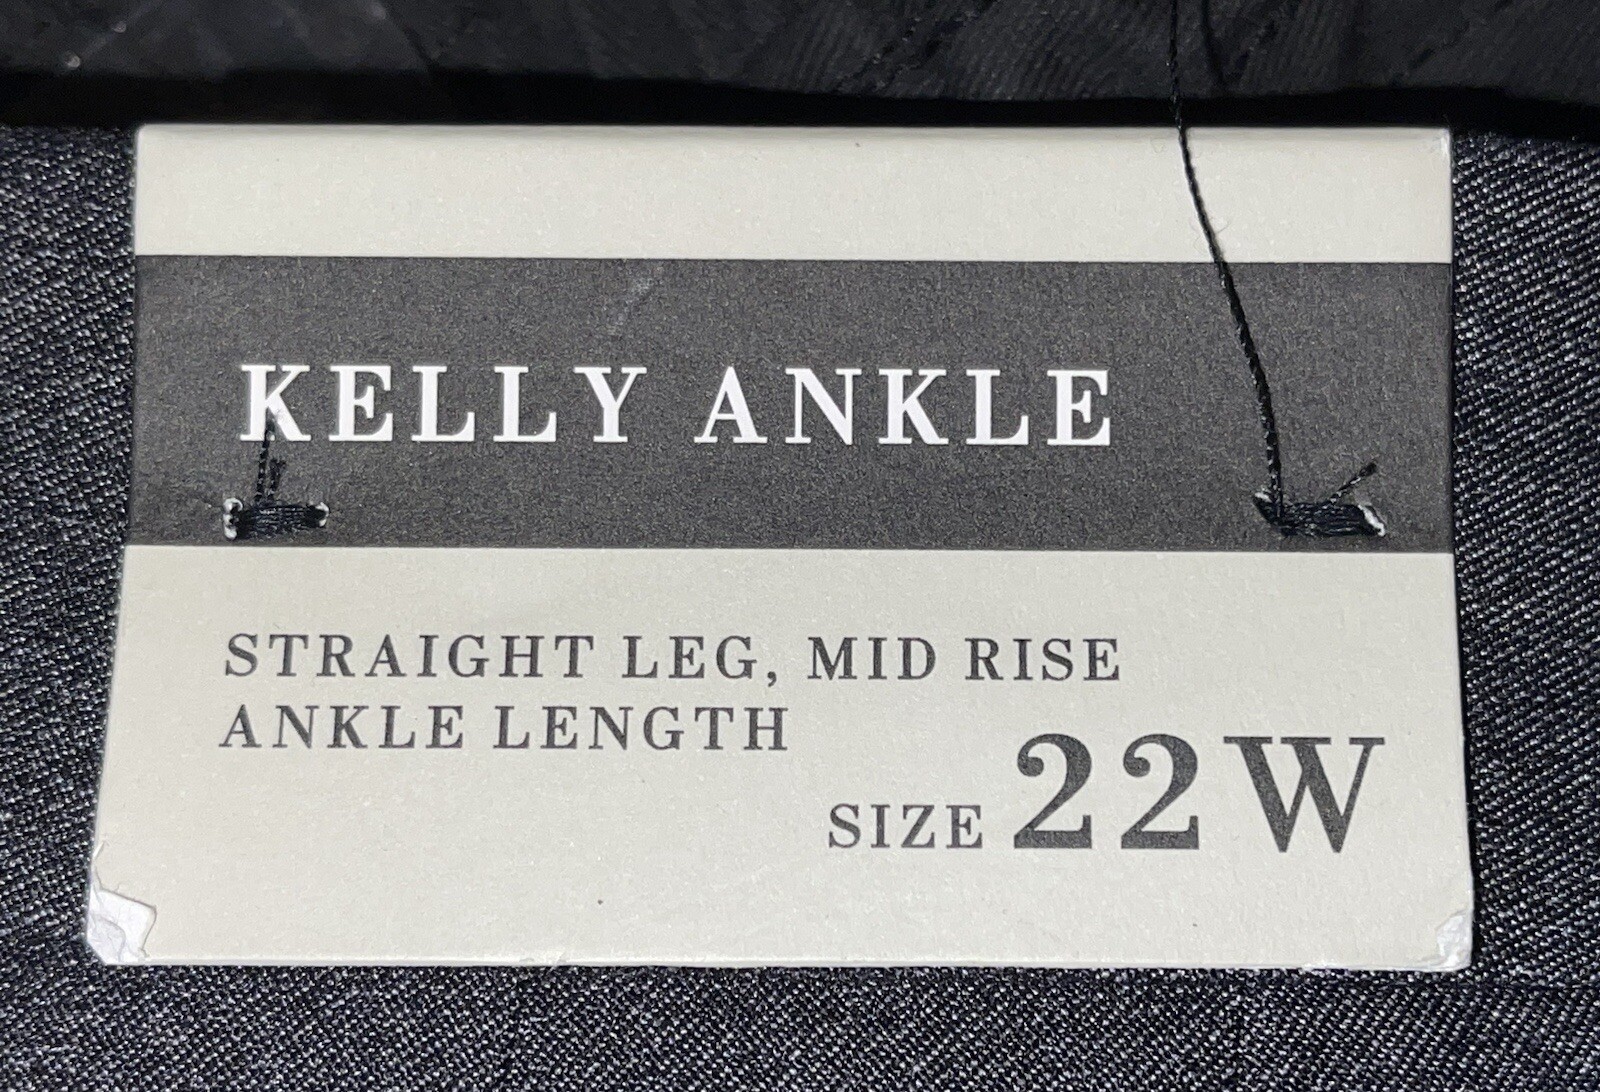 KELLY ANKLE
STRAIGHT LEG, MID RISE
ANKLE LENGTH
SIZE 22W